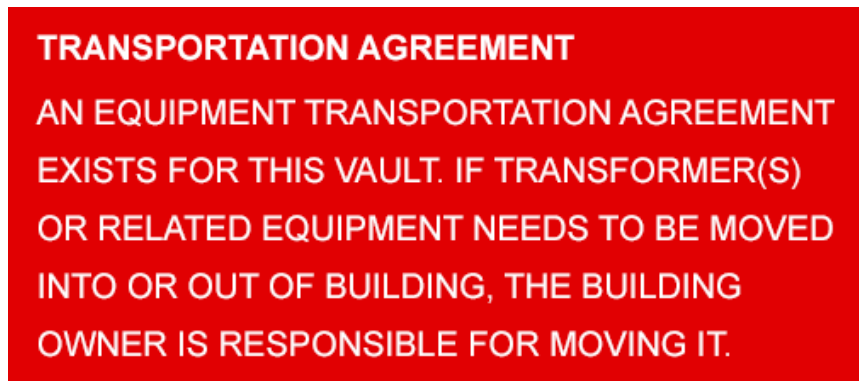 TRANSPORTATION AGREEMENT
AN EQUIPMENT TRANSPORTATION AGREEMENT
EXISTS FOR THIS VAULT. IF TRANSFORMER(S)
OR RELATED EQUIPMENT NEEDS TO BE MOVED
INTO OR OUT OF BUILDING, THE BUILDING
OWNER IS RESPONSIBLE FOR MOVING IT.